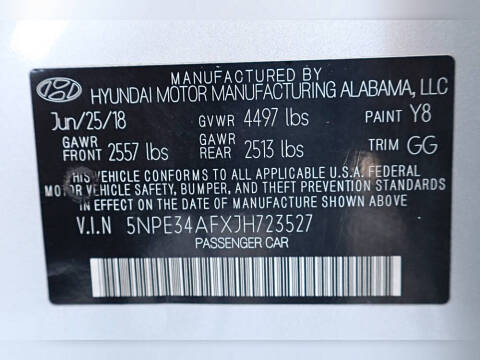 MANUFACTURED BY
HYUNDAI MOTOR MANUFACTURING ALABAMA, LLC
Jun/25/18 GVWR 4497 lbs PAINT Y8
GAWR FRONT 2557 lbs GAWR REAR 2513 lbs TRIM GG
THIS VEHICLE CONFORMS TO ALL APPLICABLE U.S.A. FEDERAL
MOTOR VEHICLE SAFETY, BUMPER, AND THEFT PREVENTION STANDARDS
IN EFFECT ON THE DATE OF MANUFACTURE SHOWN ABOVE
V.I.N 5NPE34AFXJH723527
PASSENGER CAR